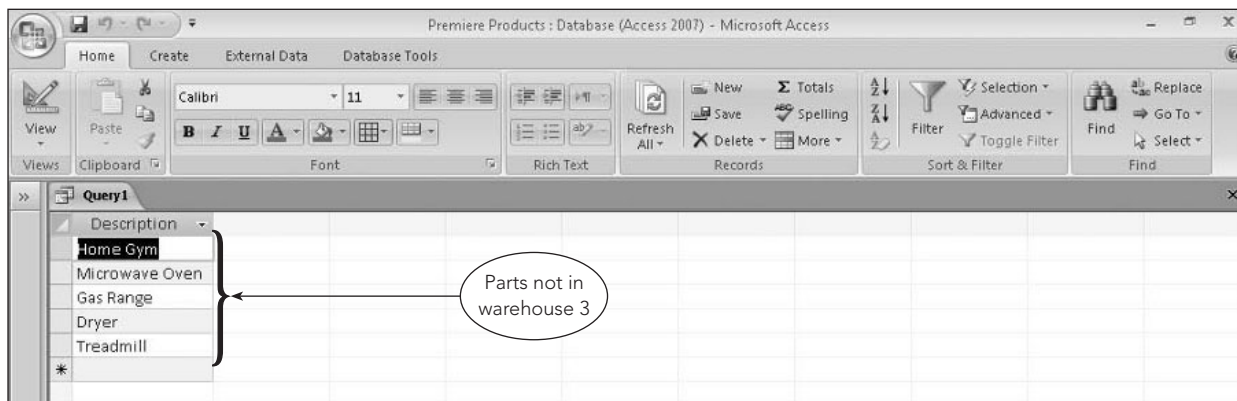 Premiere Products : Database (Access 2007) - Microsoft Access
Home Create External Data Database Tools
Calibri 11 New Σ Totals Selection Replace
Save Spelling Advanced Go To
View Paste B I U A Refresh All Delete More Filter Toggle Filter Find Select
Views Clipboard Font Rich Text Records Sort & Filter Find
Query1
Description
Home Gym
Microwave Oven
Gas Range
Dryer
Treadmill
Parts not in
warehouse 3